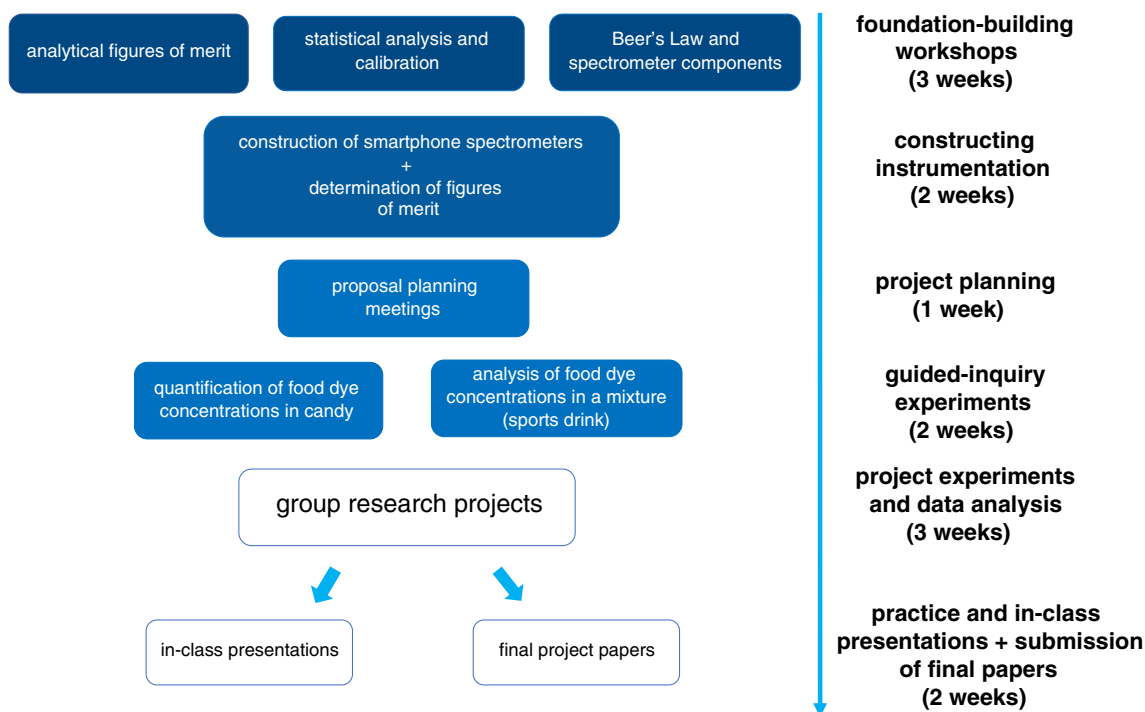 analytical figures of merit
statistical analysis and
calibration
Beer’s Law and
spectrometer components
foundation-building
workshops
(3 weeks)
construction of smartphone spectrometers
+
determination of figures
of merit
constructing
instrumentation
(2 weeks)
proposal planning
meetings
project planning
(1 week)
quantification of food dye
concentrations in candy
analysis of food dye
concentrations in a mixture
(sports drink)
guided-inquiry
experiments
(2 weeks)
group research projects
project experiments
and data analysis
(3 weeks)
in-class presentations
final project papers
practice and in-class
presentations + submission
of final papers
(2 weeks)